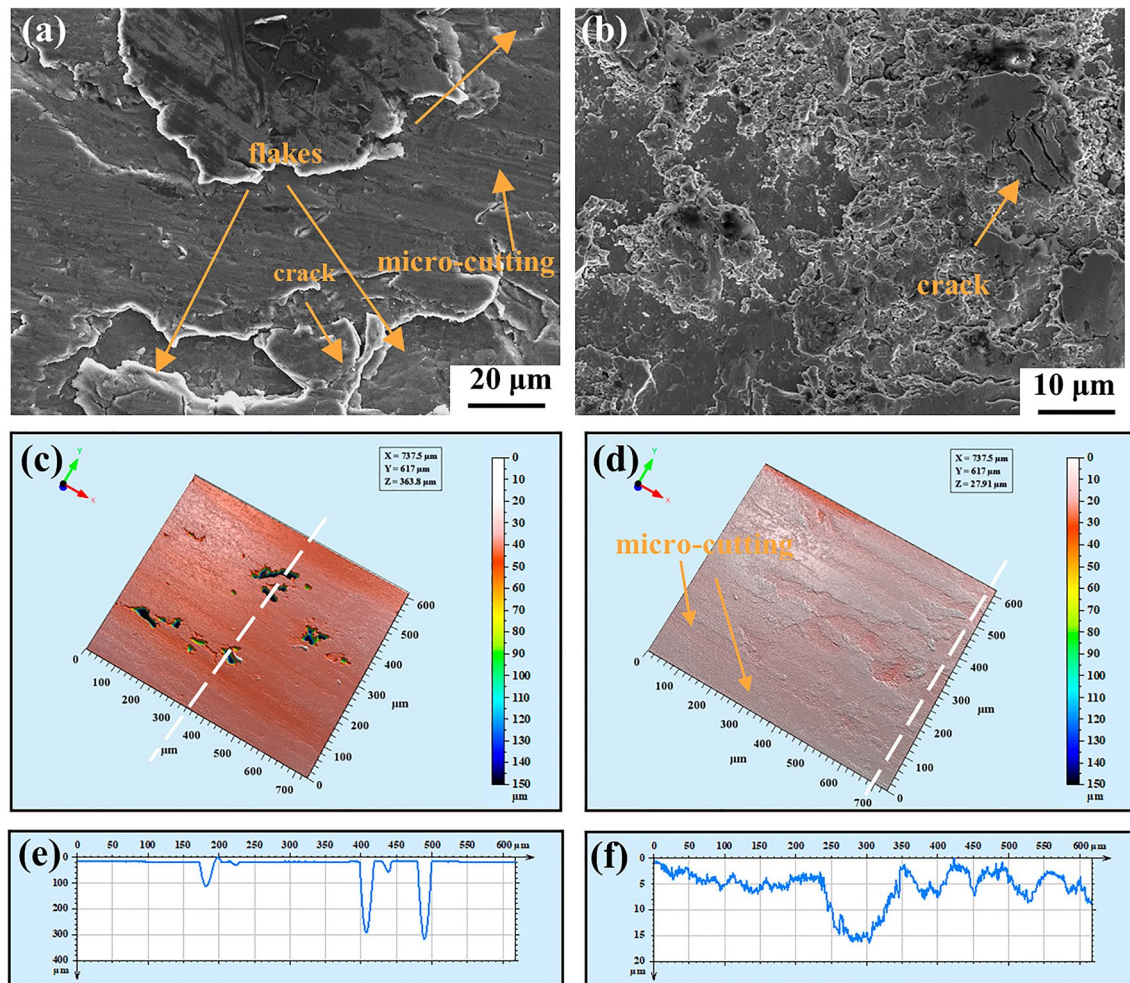 (a)
flakes
crack
micro-cutting
20 μm
(b)
crack
10 μm
(c)
Y
X
X = 737.5 μm
Y = 617 μm
Z = 363.8 μm
0
10
20
30
40
50
60
70
80
90
100
110
120
130
140
150
μm
0
100
200
300
400
500
600
700
μm
0
100
200
300
400
500
600
μm
(d)
Y
X
X = 737.5 μm
Y = 617 μm
Z = 27.91 μm
micro-cutting
0
10
20
30
40
50
60
70
80
90
100
110
120
130
140
150
μm
0
100
200
300
400
500
600
700
μm
0
100
200
300
400
500
600
μm
(e)
0 50 100 150 200 250 300 350 400 450 500 550 600 μm
0
100
200
300
400
μm
(f)
0 50 100 150 200 250 300 350 400 450 500 550 600 μm
0
5
10
15
20
μm